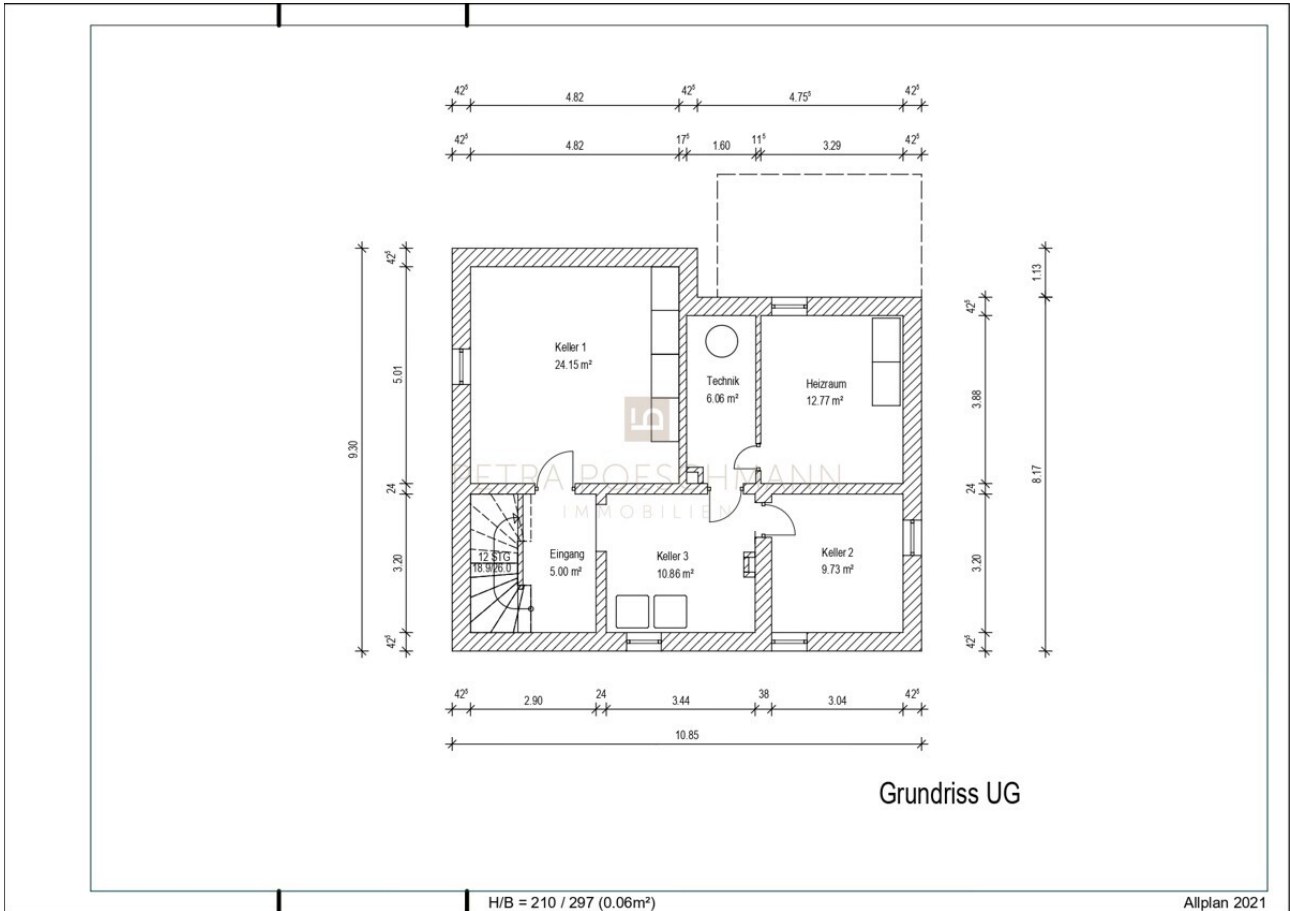 42⁵ 4.82 42⁵ 4.75⁵ 42⁵
42⁵ 4.82 17⁵ 1.60 11⁵ 3.29 42⁵
42⁵
5.01
24
3.20
42⁵
9.30
1.13
8.17
42⁵
3.88
24
3.20
42⁵
Keller 1
24.15 m²
Technik
6.06 m²
Heizraum
12.77 m²
PETRA POESCHMANN
IMMOBILIEN
12 STG
18.9/26.0
Eingang
5.00 m²
Keller 3
10.86 m²
Keller 2
9.73 m²
42⁵ 2.90 24 3.44 38 3.04 42⁵
10.85
Grundriss UG
H/B = 210 / 297 (0.06m²)
Allplan 2021